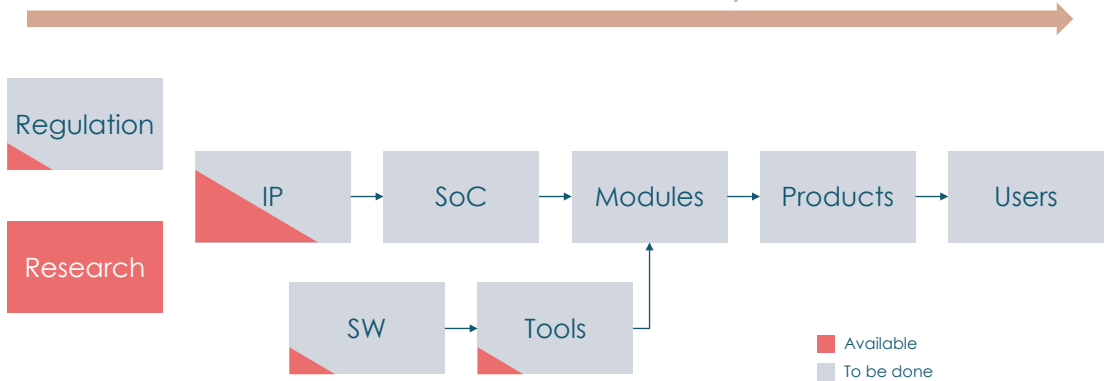 Regulation
Research
IP
SoC
Modules
Products
Users
SW
Tools
Available
To be done